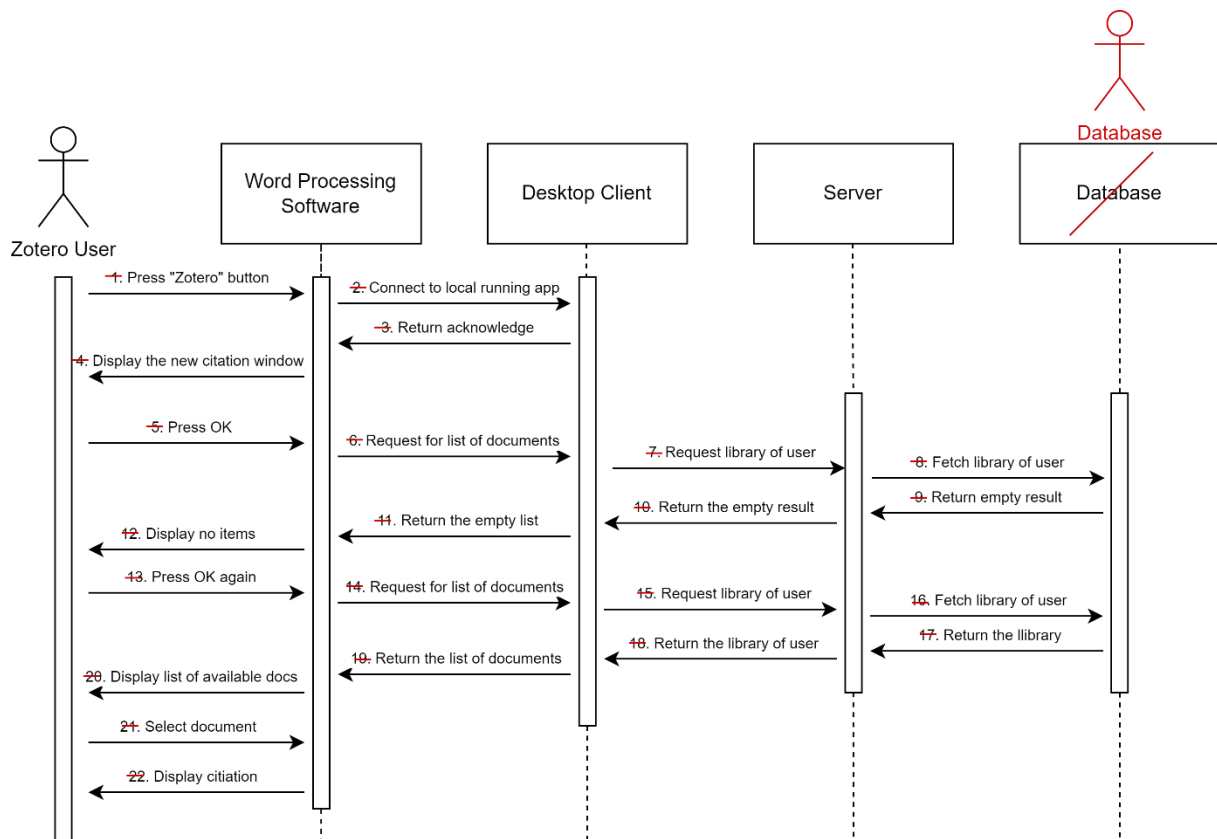 Database
Zotero User
Word Processing
Software
Desktop Client
Server
Database
1. Press "Zotero" button
2. Connect to local running app
3. Return acknowledge
4. Display the new citation window
5. Press OK
6. Request for list of documents
7. Request library of user
8. Fetch library of user
9. Return empty result
10. Return the empty result
11. Return the empty list
12. Display no items
13. Press OK again
14. Request for list of documents
15. Request library of user
16. Fetch library of user
17. Return the llibrary
18. Return the library of user
19. Return the list of documents
20. Display list of available docs
21. Select document
22. Display citiation